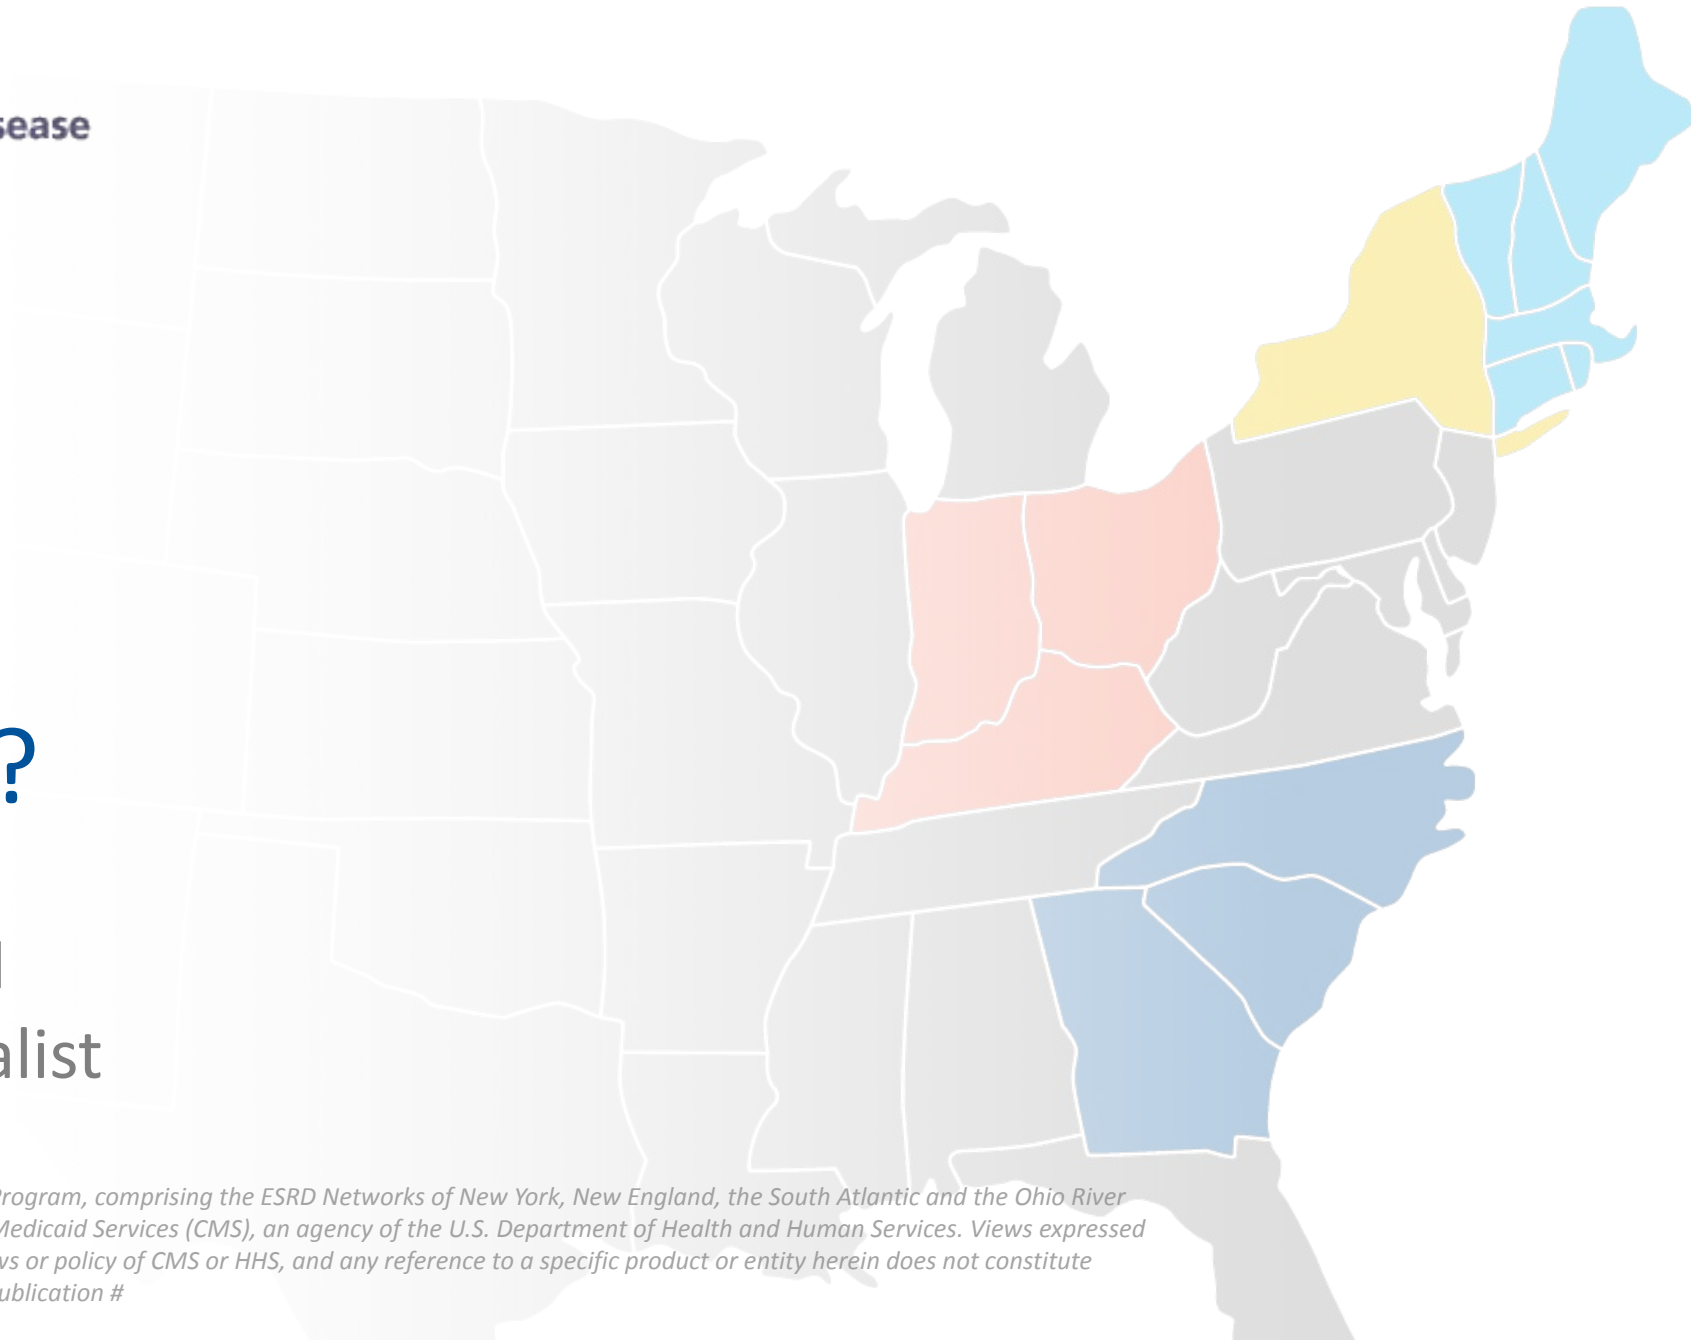 sease
?
alist
Program, comprising the ESRD Networks of New York, New England, the South Atlantic and the Ohio River
Medicaid Services (CMS), an agency of the U.S. Department of Health and Human Services. Views expressed
ws or policy of CMS or HHS, and any reference to a specific product or entity herein does not constitute
ublication #